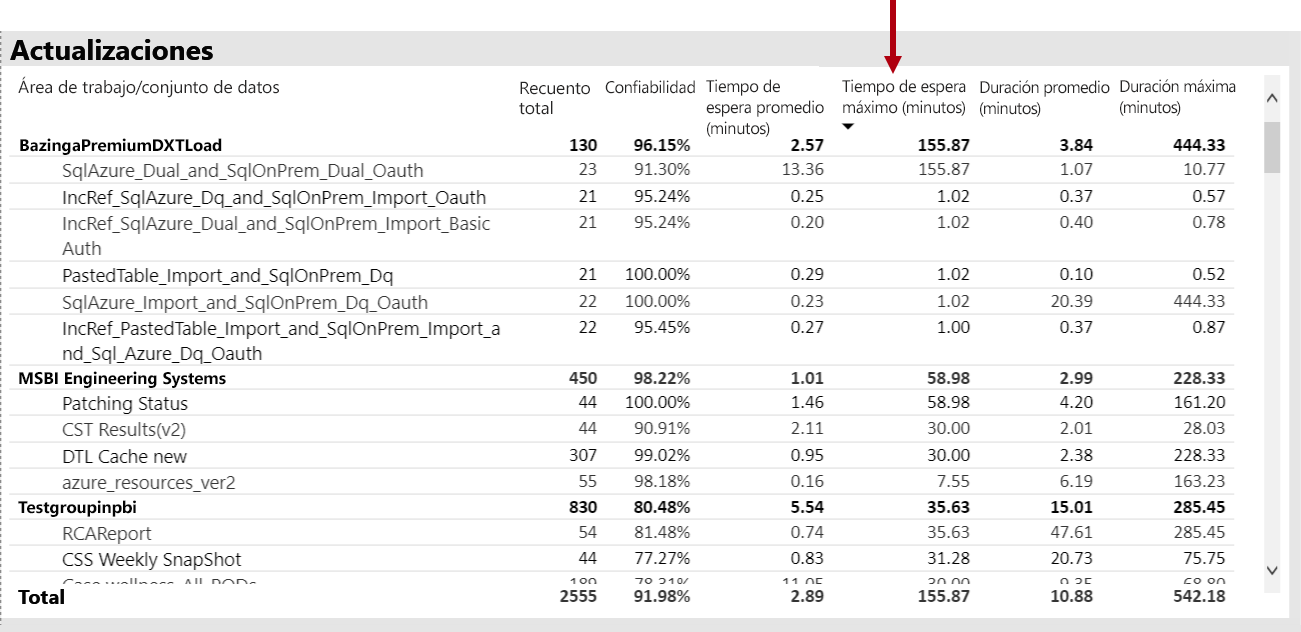 Actualizaciones
Área de trabajo/conjunto de datos Recuento total Confiabilidad Tiempo de espera promedio (minutos) Tiempo de espera máximo (minutos) Duración promedio (minutos) Duración máxima (minutos)
BazingaPremiumDXTLoad 130 96.15% 2.57 155.87 3.84 444.33
SqlAzure_Dual_and_SqlOnPrem_Dual_Oauth 23 91.30% 13.36 155.87 1.07 10.77
IncRef_SqlAzure_Dq_and_SqlOnPrem_Import_Oauth 21 95.24% 0.25 1.02 0.37 0.57
IncRef_SqlAzure_Dual_and_SqlOnPrem_Import_Basic 21 95.24% 0.20 1.02 0.40 0.78
Auth
PastedTable_Import_and_SqlOnPrem_Dq 21 100.00% 0.29 1.02 0.10 0.52
SqlAzure_Import_and_SqlOnPrem_Dq_Oauth 22 100.00% 0.23 1.02 20.39 444.33
IncRef_PastedTable_Import_and_SqlOnPrem_Import_a 22 95.45% 0.27 1.00 0.37 0.87
nd_Sql_Azure_Dq_Oauth
MSBI Engineering Systems 450 98.22% 1.01 58.98 2.99 228.33
Patching Status 44 100.00% 1.46 58.98 4.20 161.20
CST Results(v2) 44 90.91% 2.11 30.00 2.01 28.03
DTL Cache new 307 99.02% 0.95 30.00 2.38 228.33
azure_resources_ver2 55 98.18% 0.16 7.55 6.19 163.23
Testgroupinpbi 830 80.48% 5.54 35.63 15.01 285.45
RCAReport 54 81.48% 0.74 35.63 47.61 285.45
CSS Weekly SnapShot 44 77.27% 0.83 31.28 20.73 75.75
Total 2555 91.98% 2.89 155.87 10.88 542.18